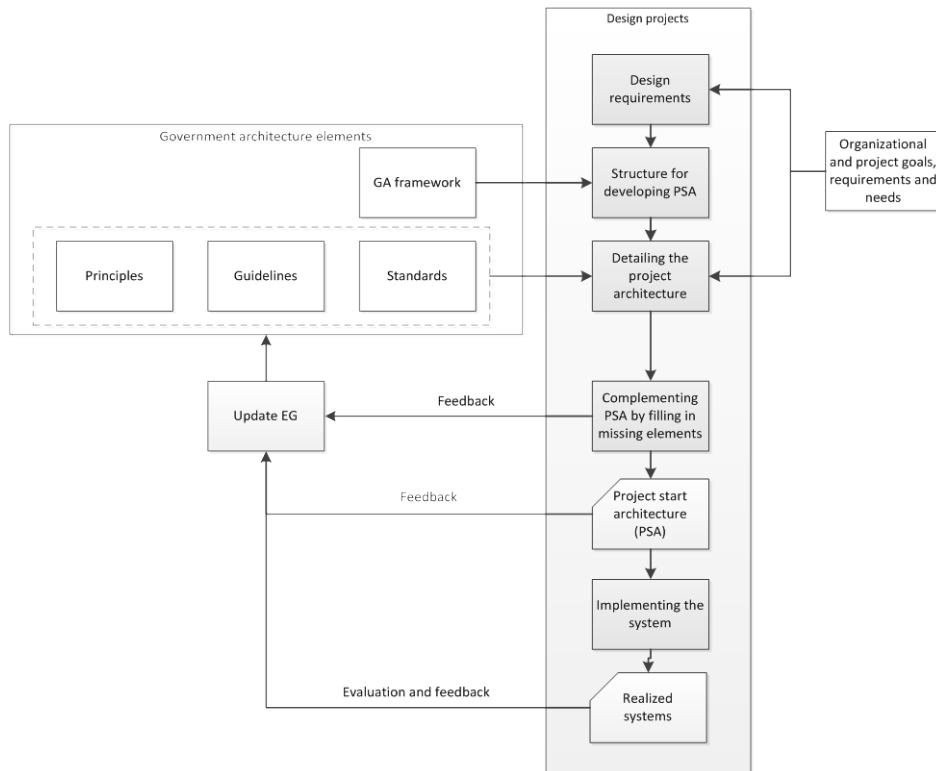 Design projects
Design
requirements
Government architecture elements
Organizational
and project goals,
requirements and
needs
GA framework
Structure for
developing PSA
Principles
Guidelines
Standards
Detailing the
project
architecture
Update EG
Feedback
Complementing
PSA by filling in
missing elements
Feedback
Project start
architecture
(PSA)
Implementing the
system
Evaluation and feedback
Realized
systems